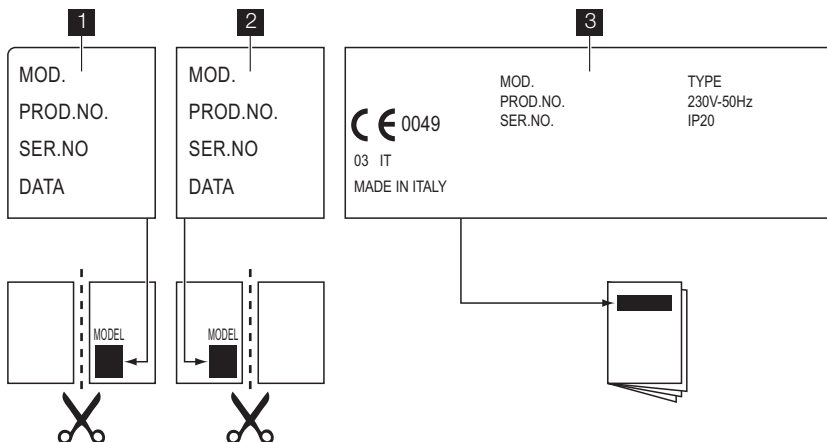 1
MOD.
PROD.NO.
SER.NO
DATA
2
MOD.
PROD.NO.
SER.NO
DATA
3
MOD.
PROD.NO.
SER.NO.
TYPE
230V-50Hz
IP20
CE 0049
03 IT
MADE IN ITALY
MODEL
MODEL